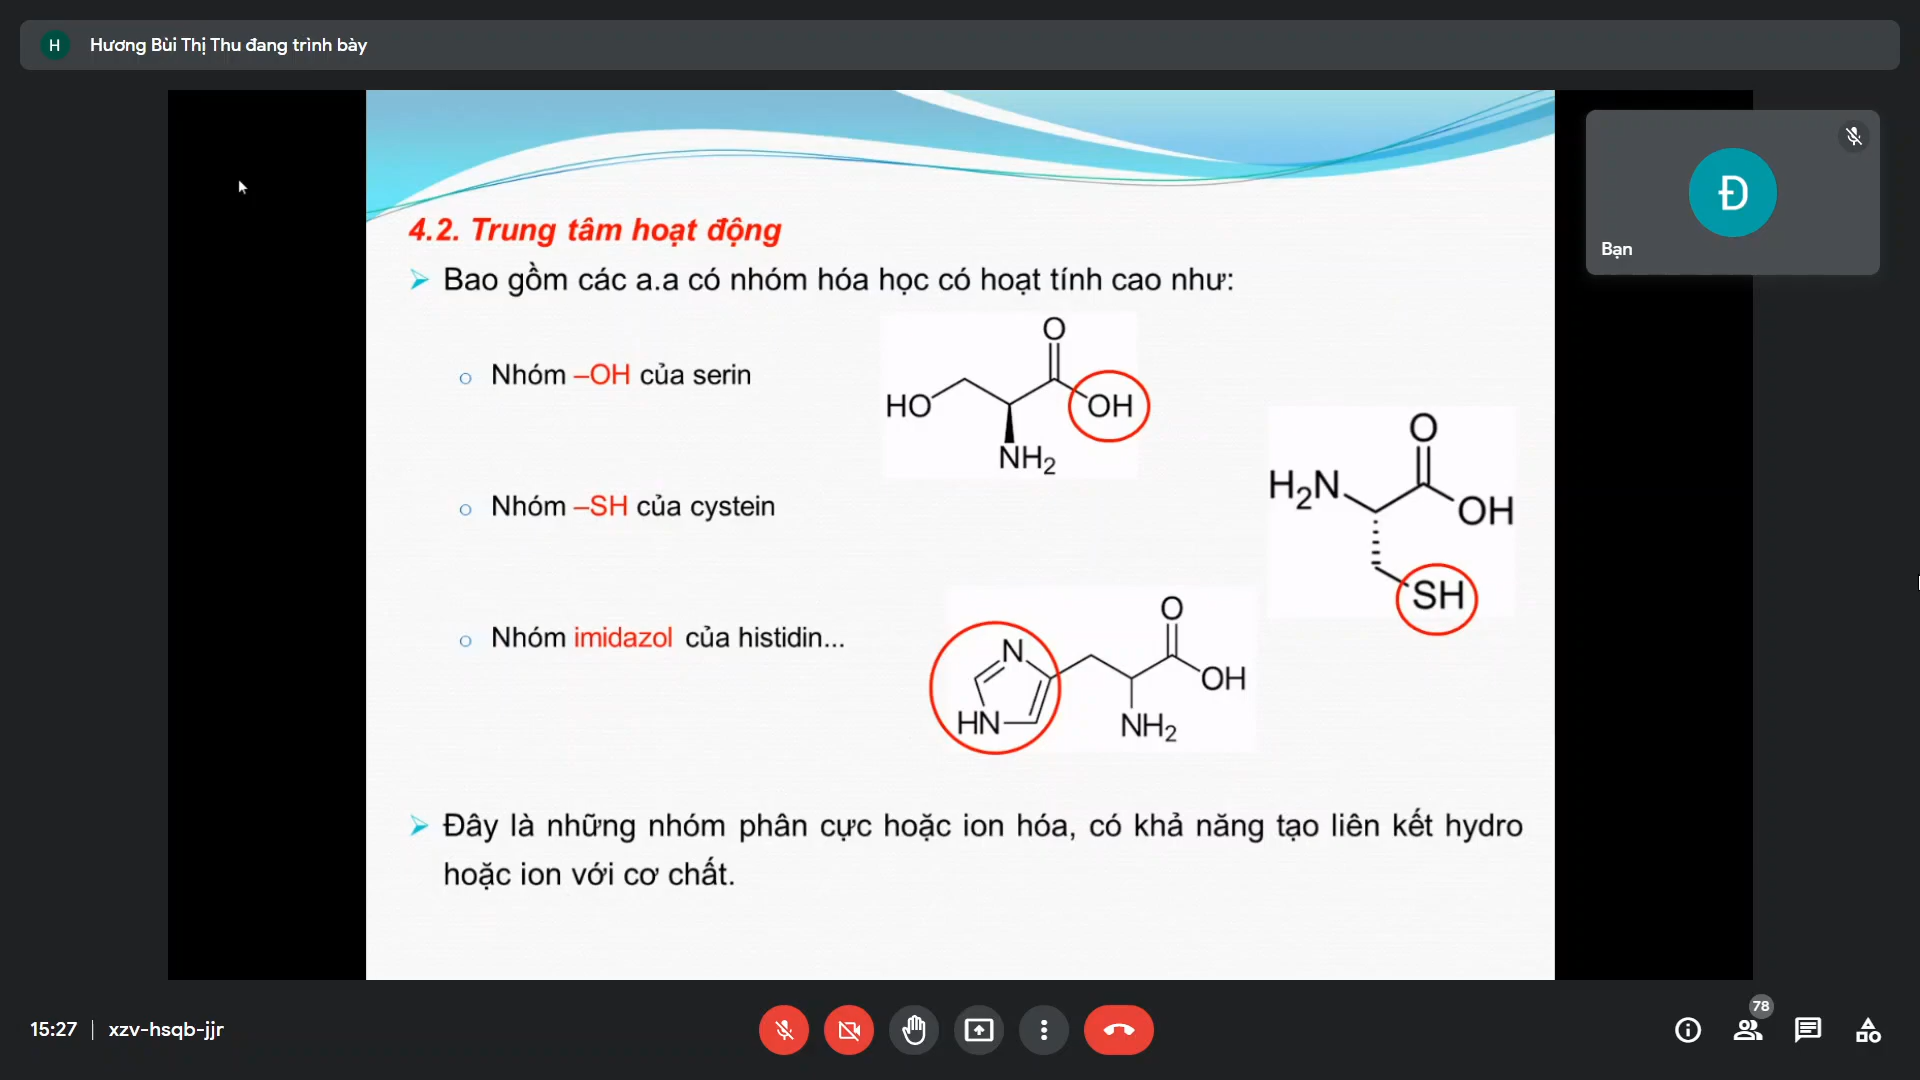 H
Hương Bùi Thị Thu đang trình bày
Đ
Bạn
4.2. Trung tâm hoạt động
Bao gồm các a.a có nhóm hóa học có hoạt tính cao như:
Nhóm –OH của serin
O
HO
OH
NH₂
Nhóm –SH của cystein
O
H₂N
OH
SH
Nhóm imidazol của histidin...
O
N
OH
HN
NH₂
Đây là những nhóm phân cực hoặc ion hóa, có khả năng tạo liên kết hydro
hoặc ion với cơ chất.
15:27 | xzv-hsqb-jjr
78